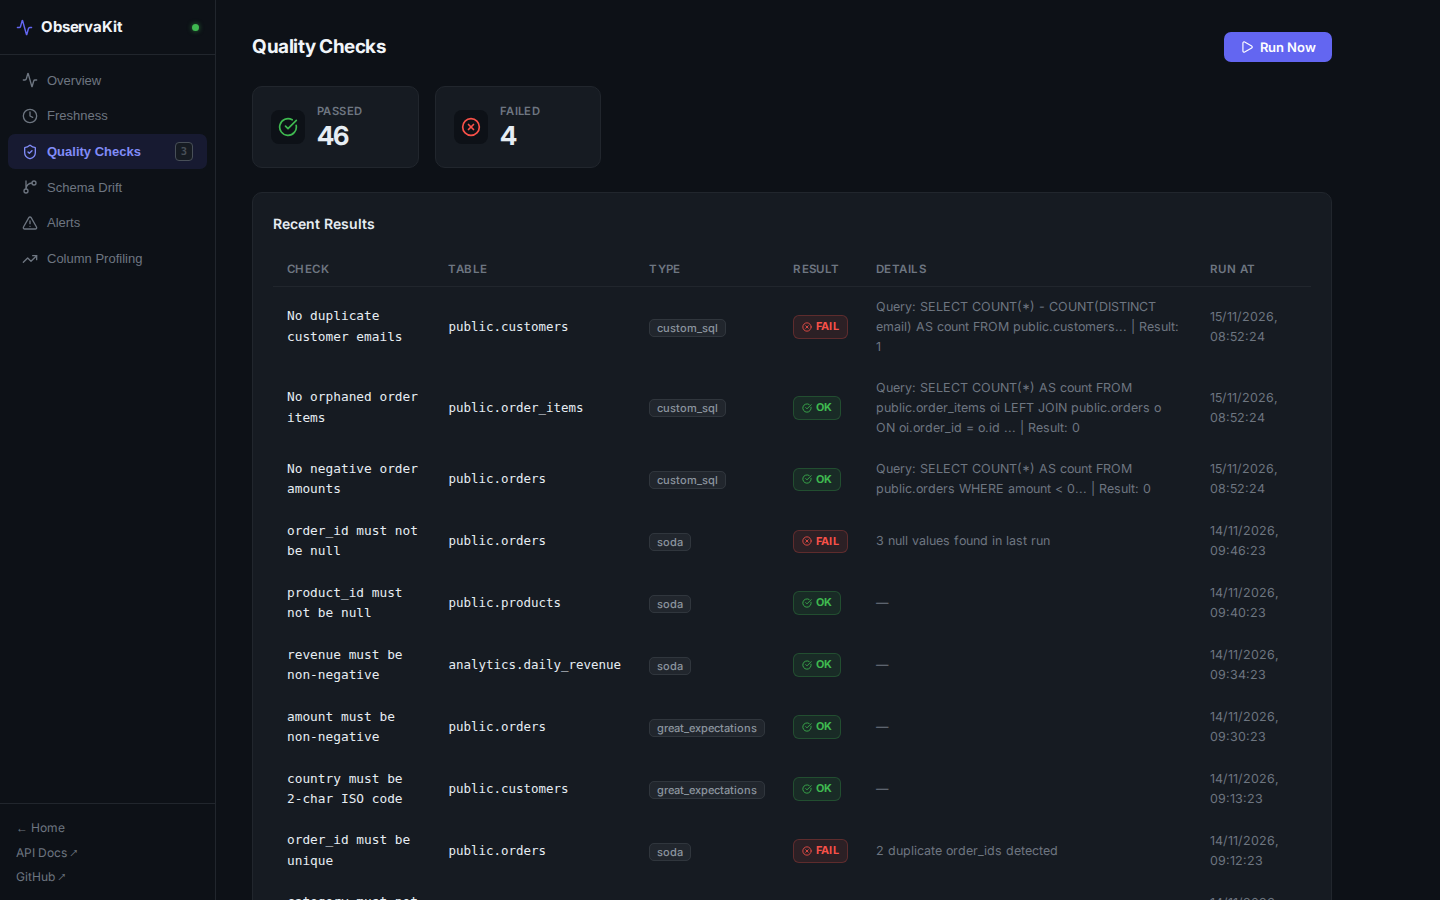 ObservaKit
Overview
Freshness
Quality Checks 3
Schema Drift
Alerts
Column Profiling
← Home
API Docs ↗
GitHub ↗
Quality Checks
Run Now
PASSED
46
FAILED
4
Recent Results
CHECK TABLE TYPE RESULT DETAILS RUN AT
No duplicate
customer emails
public.customers
custom_sql
FAIL
Query: SELECT COUNT(*) - COUNT(DISTINCT
email) AS count FROM public.customers... | Result:
1
15/11/2026,
08:52:24
No orphaned order
items
public.order_items
custom_sql
OK
Query: SELECT COUNT(*) AS count FROM
public.order_items oi LEFT JOIN public.orders o
ON oi.order_id = o.id ... | Result: 0
15/11/2026,
08:52:24
No negative order
amounts
public.orders
custom_sql
OK
Query: SELECT COUNT(*) AS count FROM
public.orders WHERE amount < 0... | Result: 0
15/11/2026,
08:52:24
order_id must not
be null
public.orders
soda
FAIL
3 null values found in last run
14/11/2026,
09:46:23
product_id must
not be null
public.products
soda
OK
—
14/11/2026,
09:40:23
revenue must be
non-negative
analytics.daily_revenue
soda
OK
—
14/11/2026,
09:34:23
amount must be
non-negative
public.orders
great_expectations
OK
—
14/11/2026,
09:30:23
country must be
2-char ISO code
public.customers
great_expectations
OK
—
14/11/2026,
09:13:23
order_id must be
unique
public.orders
soda
FAIL
2 duplicate order_ids detected
14/11/2026,
09:12:23